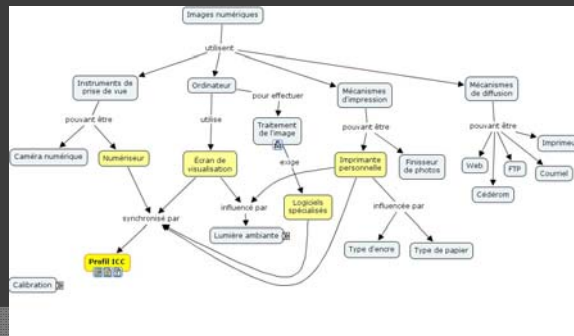 Images numériques
utilisent
Instruments de
prise de vue
Ordinateur
pour effectuer
Mécanismes
d'impression
Mécanismes
de diffusion
pouvant être
utilise
Traitement
de l'image
pouvant être
pouvant être
Imprimeu
Caméra numérique
Numériseur
Écran de
visualisation
exige
Imprimante
personnelle
Finisseur
de photos
Web
FTP
Courriel
Cédérom
synchronisé par
influencé par
Logiciels
spécialisés
influencée par
Lumière ambiante
Type d'encre
Type de papier
Profil ICC
Calibration